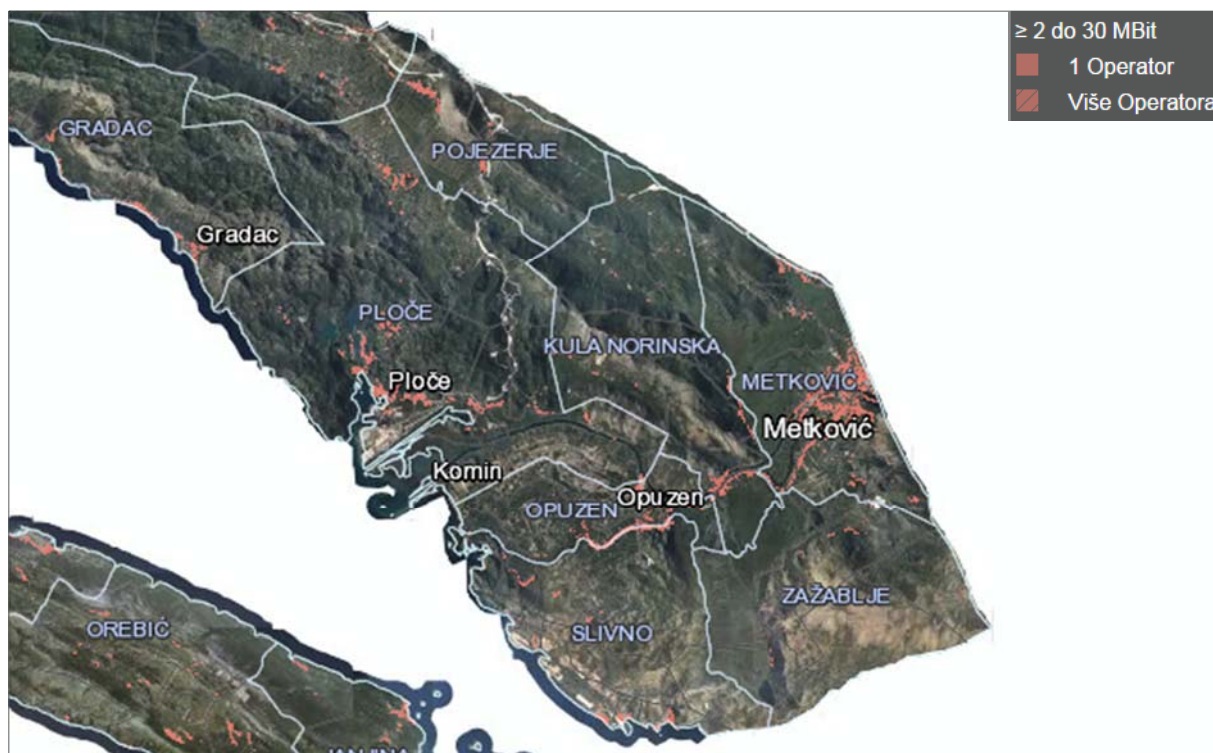 ≥ 2 do 30 MBit
1 Operator
Više Operatora
GRADAC
POJEZERJE
Gradac
PLOČE
KULA NORINSKA
Ploče
METKOVIĆ
Metković
Komin
OPUZEN
Opuzen
ZAŽABLJE
OREBIĆ
SLIVNO
JANJINA